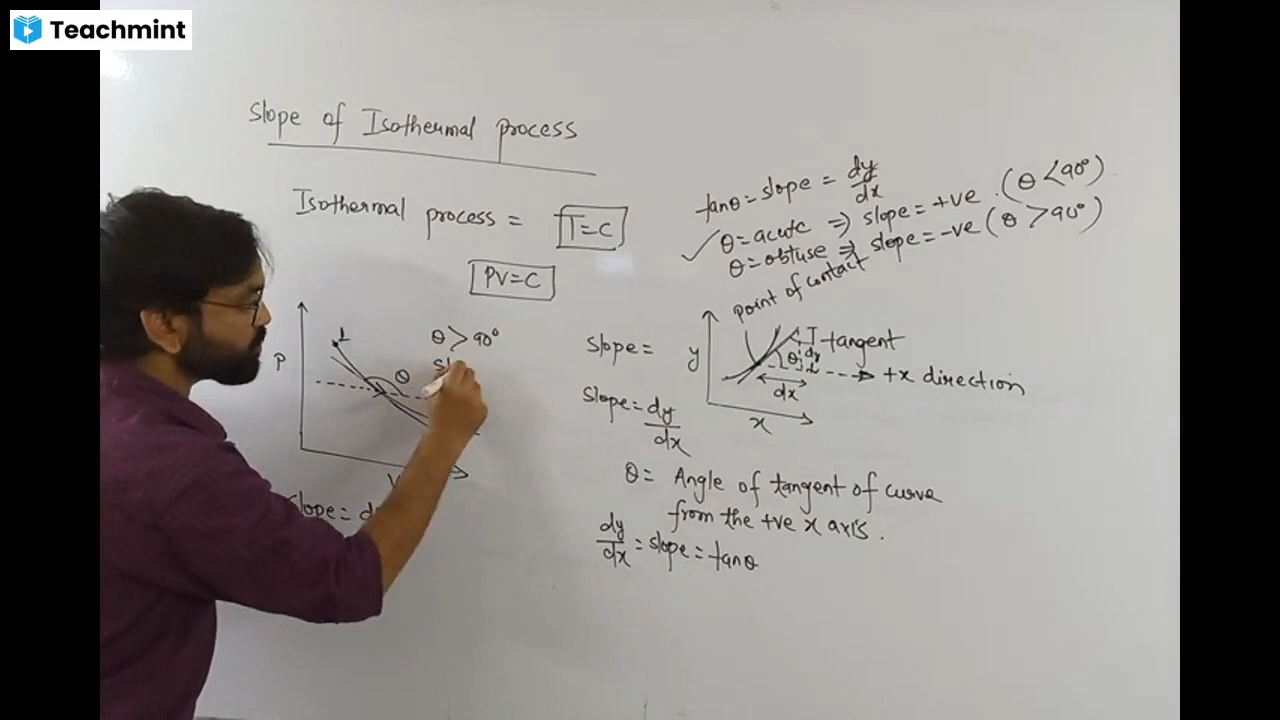 Teachmint
Slope of Isothermal process
Isothermal process = T=C
PV=C
P
1
θ
θ > 90°
Sl
V
Slope = d
tanθ = slope = dy/dx
✓ θ = acute ⇒ slope = +ve . (θ < 90°)
θ = obtuse ⇒ slope = -ve (θ > 90°)
point of contact
Slope =
y
θ
dy
tangent
+x direction
dx
x
Slope = dy/dx
θ = Angle of tangent of curve
from the +ve x axis.
dy/dx = slope = tanθ